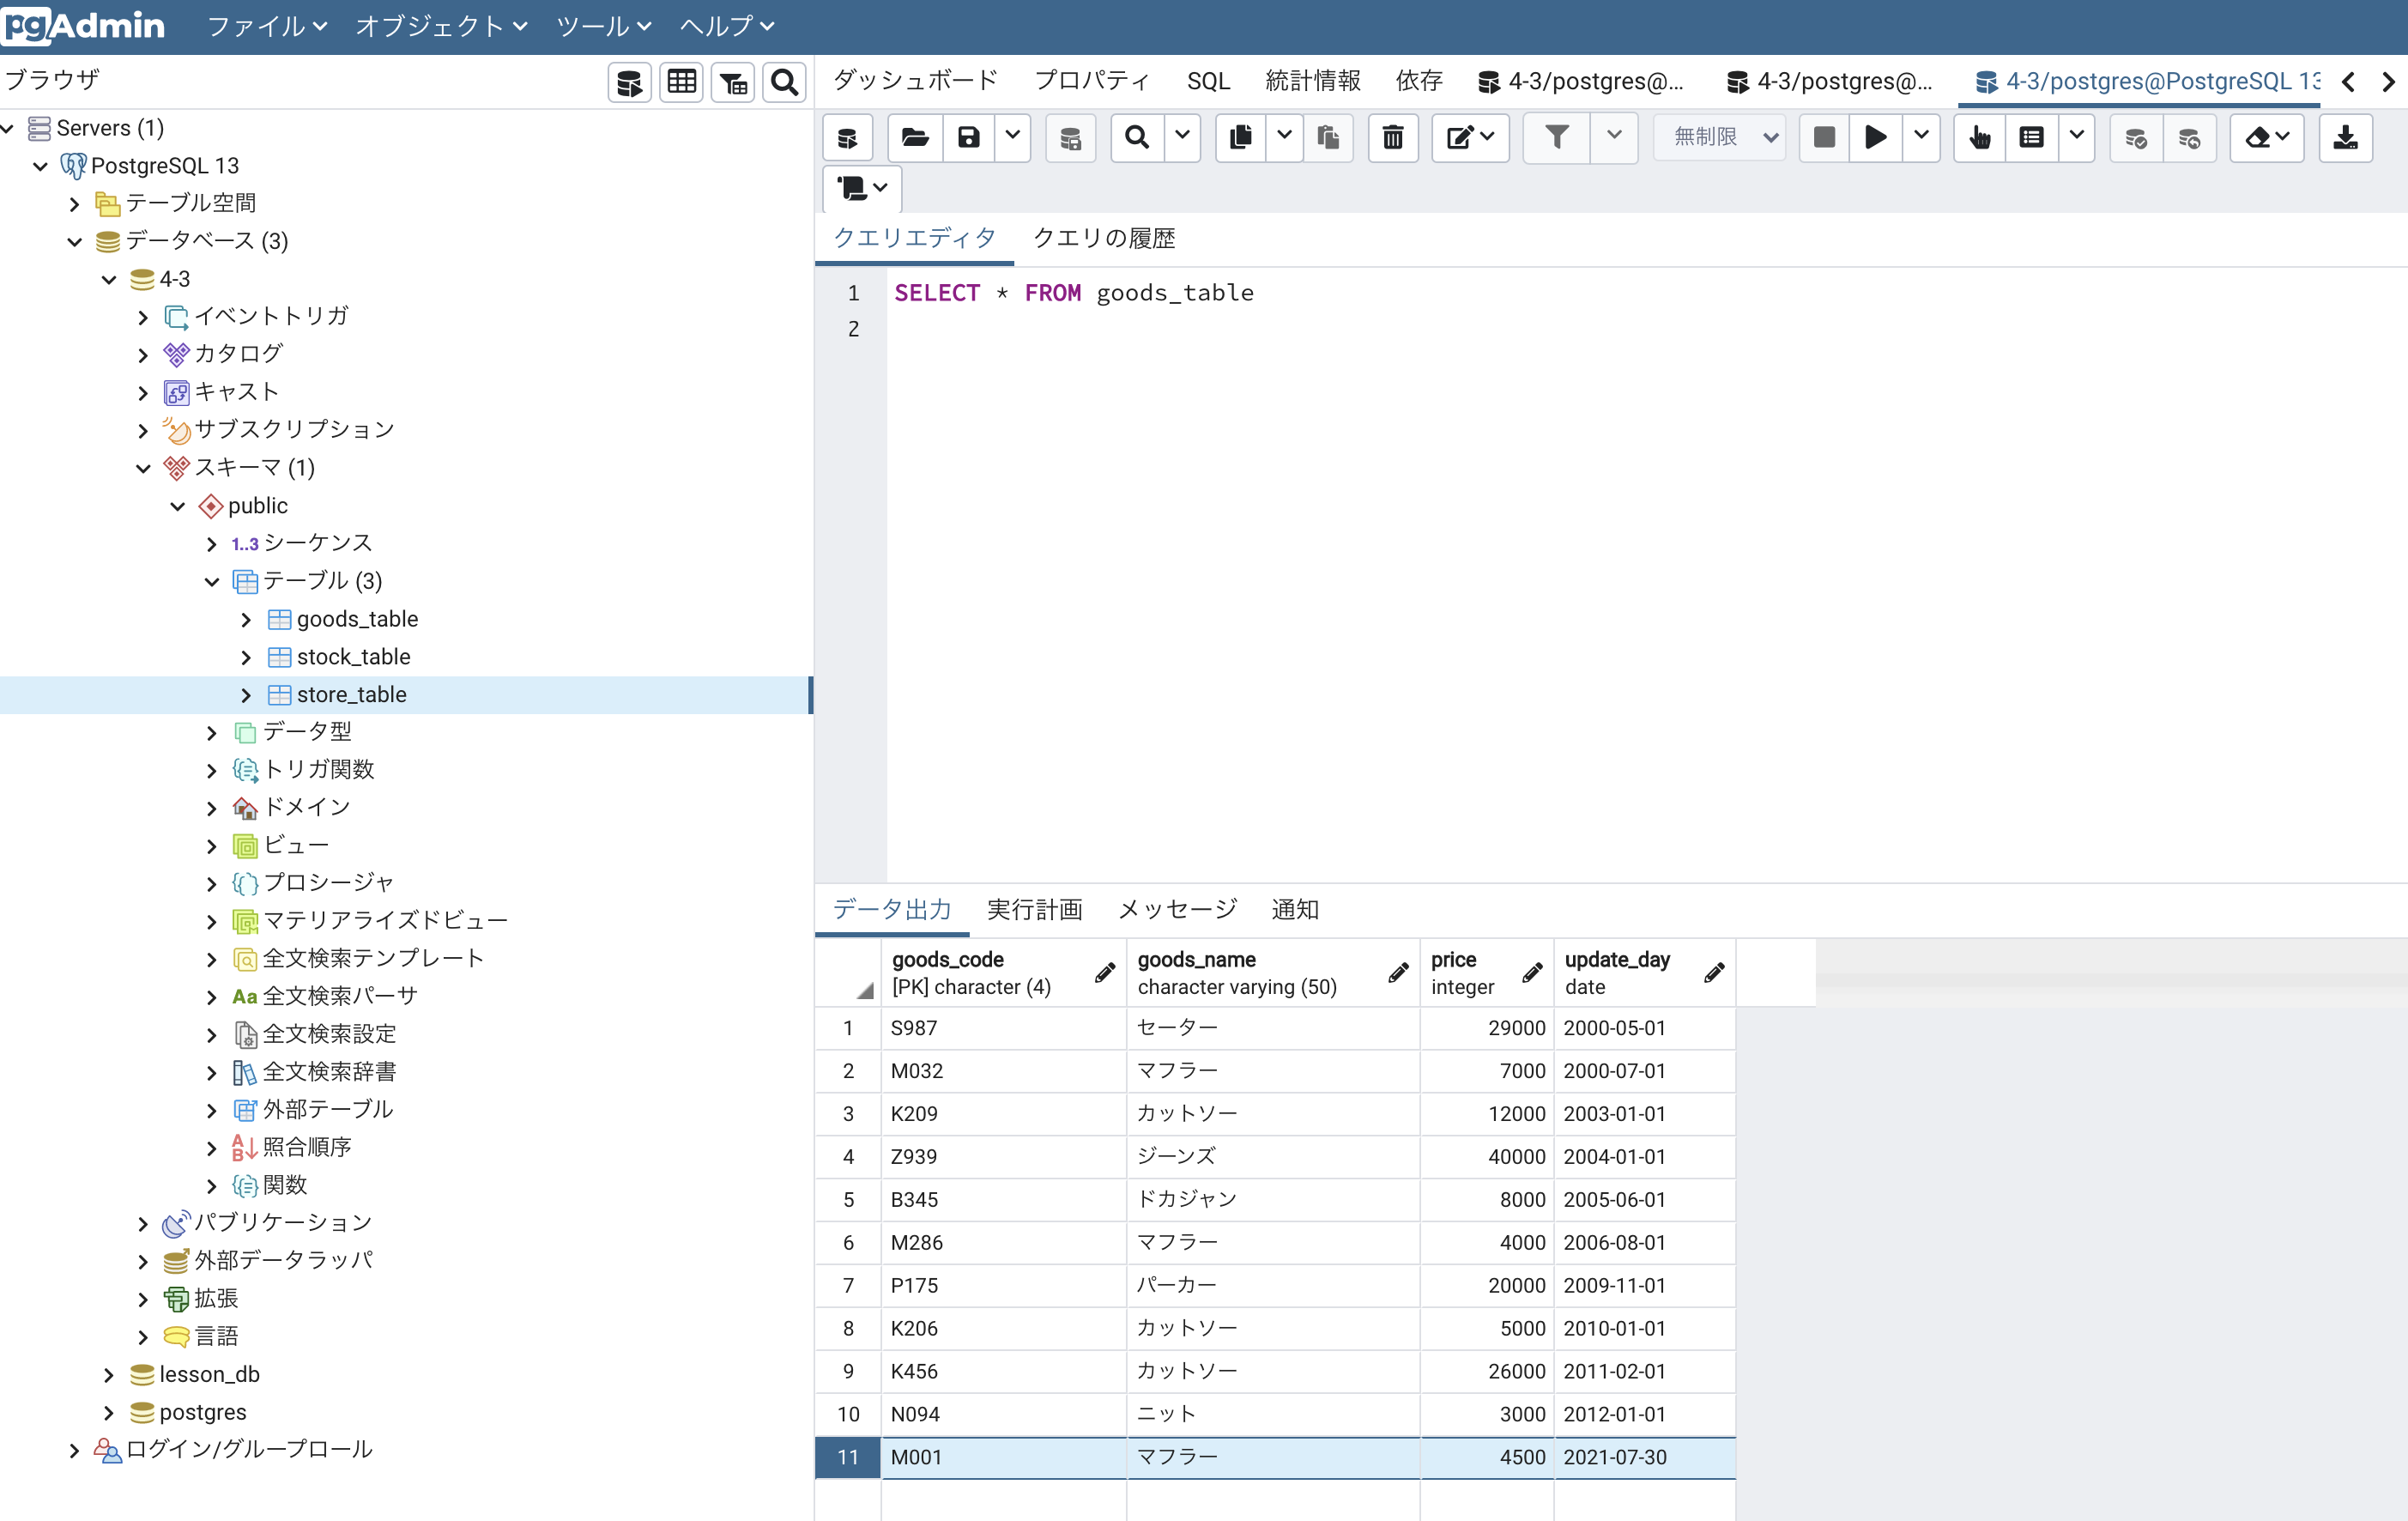 pgAdmin ファイル オブジェクト ツール ヘルプ
ブラウザ
Servers (1)
PostgreSQL 13
テーブル空間
データベース (3)
4-3
イベントトリガ
カタログ
キャスト
サブスクリプション
スキーマ (1)
public
1..3 シーケンス
テーブル (3)
goods_table
stock_table
store_table
データ型
トリガ関数
ドメイン
ビュー
プロシージャ
マテリアライズドビュー
全文検索テンプレート
Aa 全文検索パーサ
全文検索設定
全文検索辞書
外部テーブル
AB 照合順序
関数
パブリケーション
外部データラッパ
拡張
言語
lesson_db
postgres
ログイン/グループロール
ダッシュボード プロパティ SQL 統計情報 依存 4-3/postgres@... 4-3/postgres@... 4-3/postgres@PostgreSQL 13
無制限
クエリエディタ クエリの履歴
1 SELECT * FROM goods_table
2
データ出力 実行計画 メッセージ 通知
goods_code goods_name price update_day
[PK] character (4) character varying (50) integer date
1 S987 セーター 29000 2000-05-01
2 M032 マフラー 7000 2000-07-01
3 K209 カットソー 12000 2003-01-01
4 Z939 ジーンズ 40000 2004-01-01
5 B345 ドカジャン 8000 2005-06-01
6 M286 マフラー 4000 2006-08-01
7 P175 パーカー 20000 2009-11-01
8 K206 カットソー 5000 2010-01-01
9 K456 カットソー 26000 2011-02-01
10 N094 ニット 3000 2012-01-01
11 M001 マフラー 4500 2021-07-30